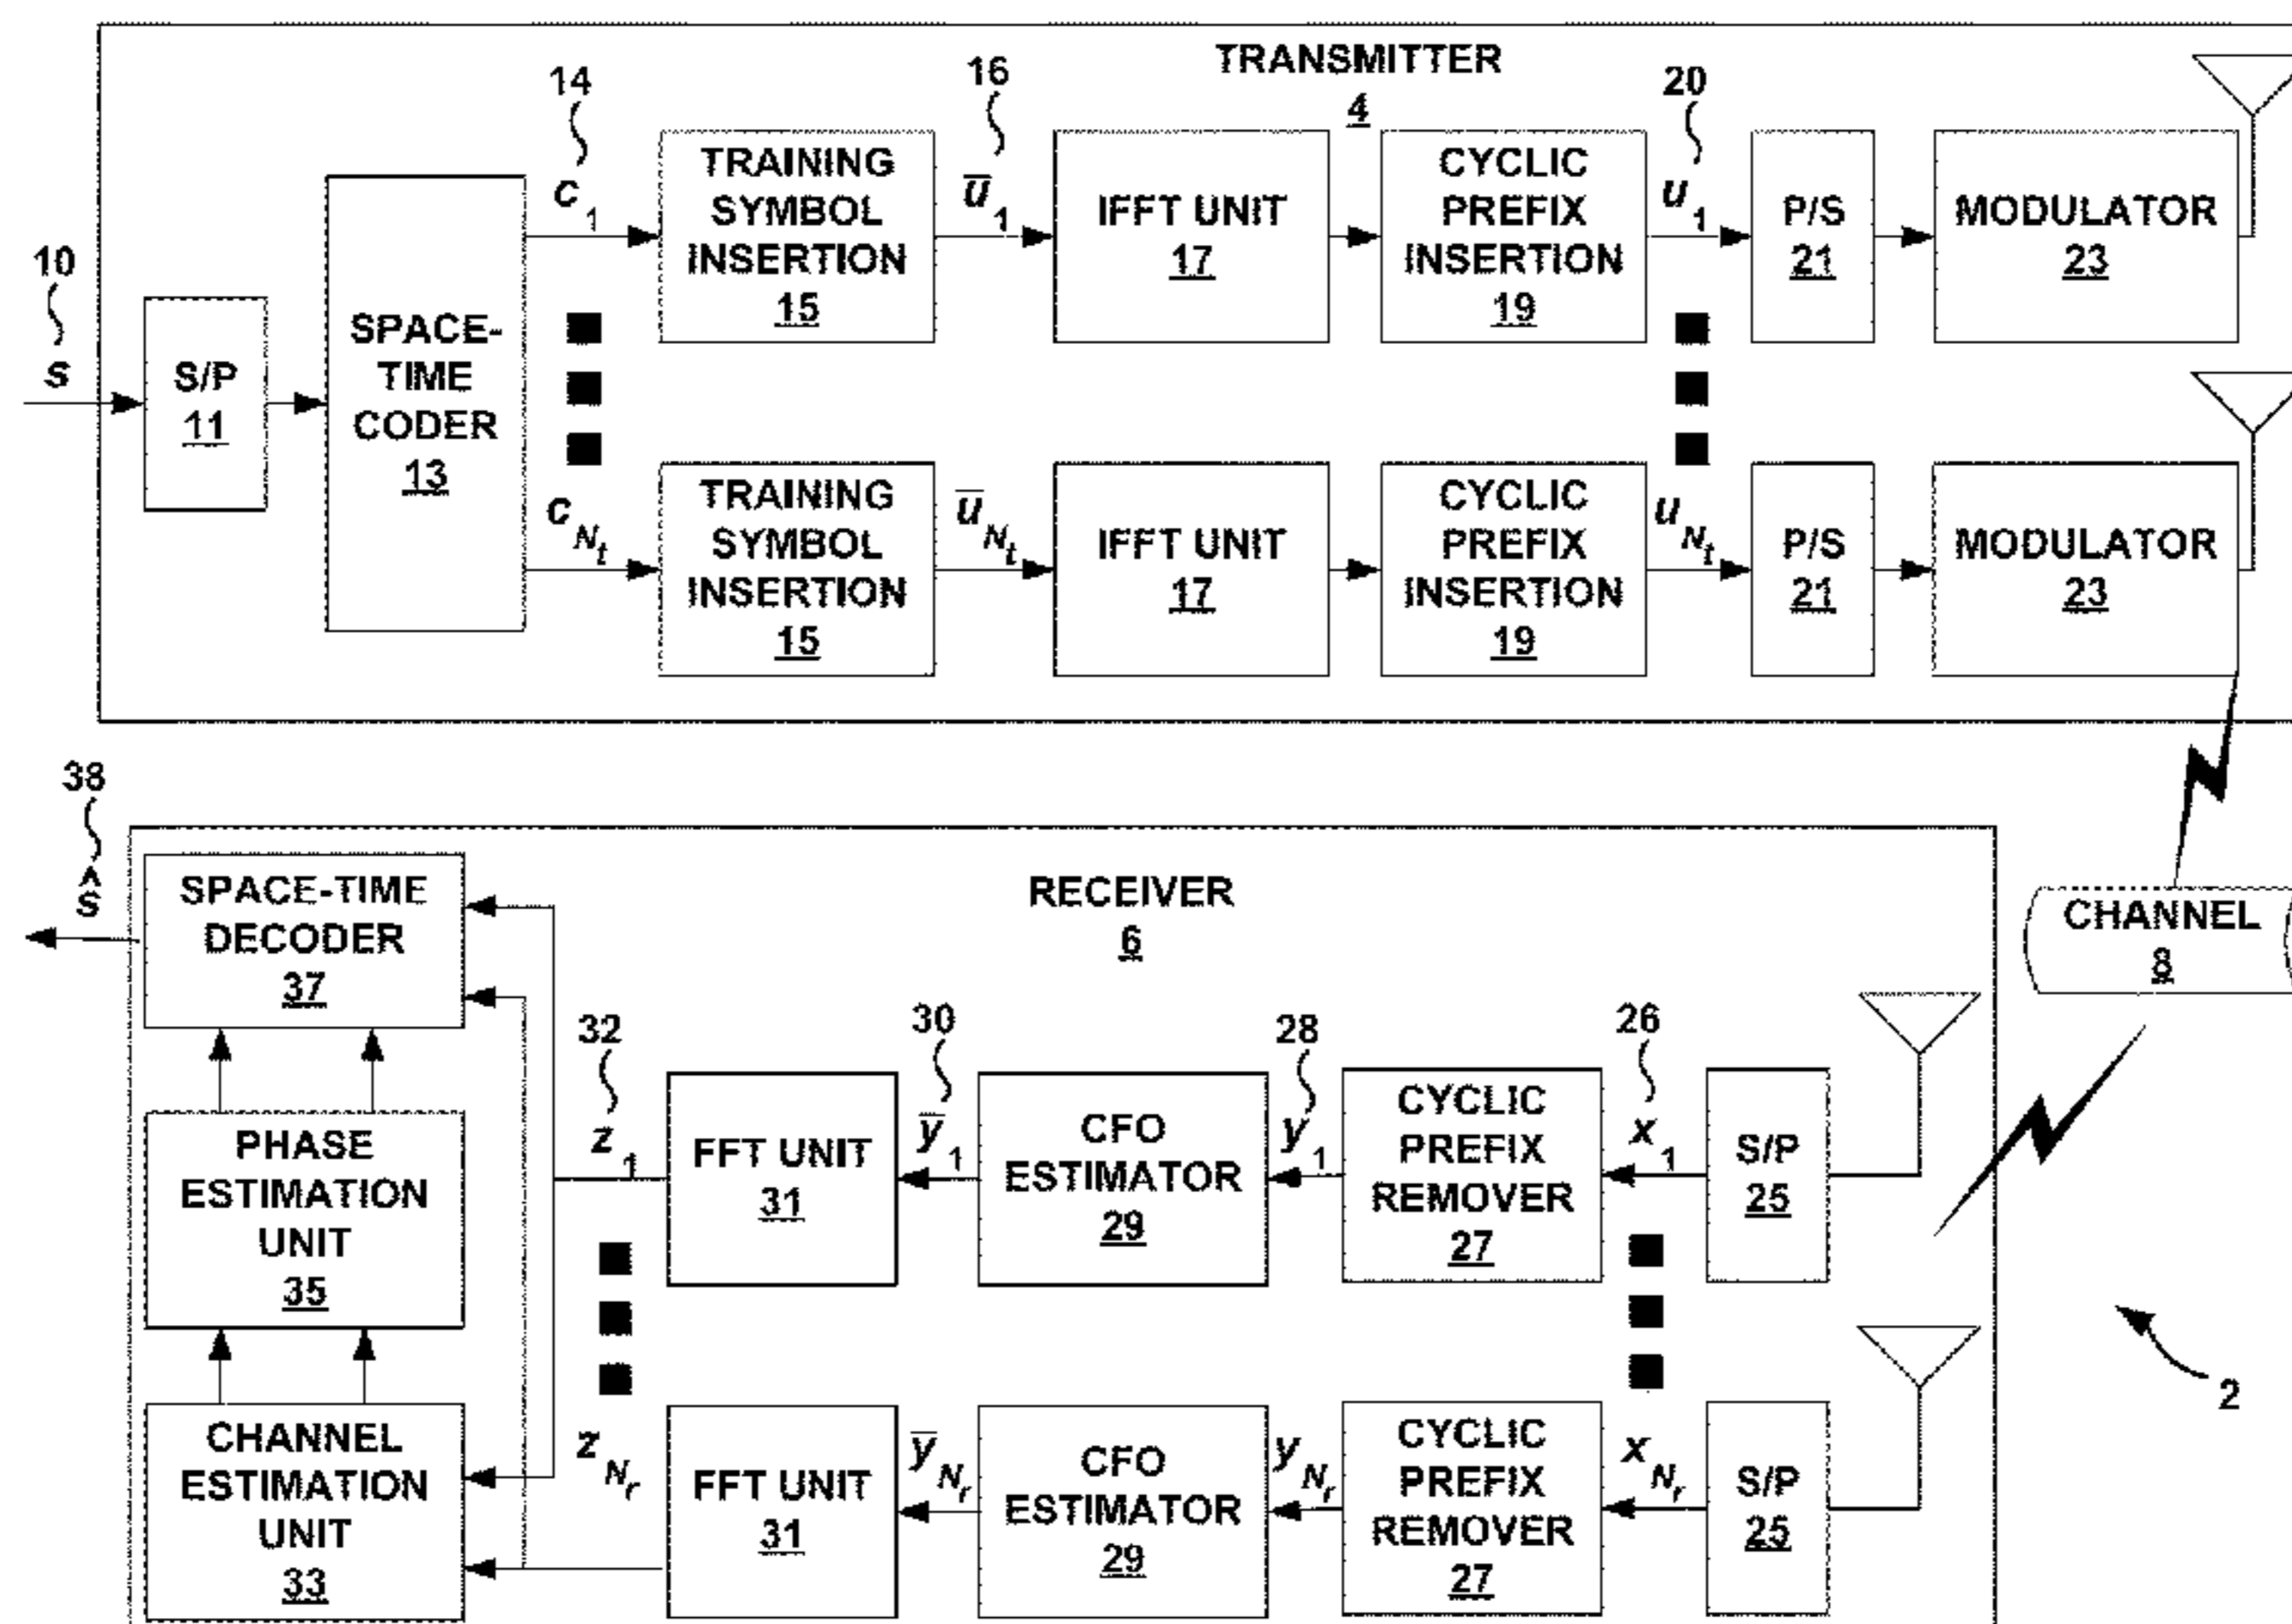 TRANSMITTER
4
14
16
20
c1
TRAINING
SYMBOL
INSERTION
15
u̅1
IFFT UNIT
17
CYCLIC
PREFIX
INSERTION
19
u1
P/S
21
MODULATOR
23
10
s
S/P
11
SPACE-
TIME
CODER
13
cNt
TRAINING
SYMBOL
INSERTION
15
u̅Nt
IFFT UNIT
17
CYCLIC
PREFIX
INSERTION
19
uNt
P/S
21
MODULATOR
23
38
ŝ
SPACE-TIME
DECODER
37
RECEIVER
6
CHANNEL
8
PHASE
ESTIMATION
UNIT
35
32
z1
FFT UNIT
31
30
y̅1
CFO
ESTIMATOR
29
28
y1
CYCLIC
PREFIX
REMOVER
27
26
x1
S/P
25
2
CHANNEL
ESTIMATION
UNIT
33
zNr
FFT UNIT
31
y̅Nr
CFO
ESTIMATOR
29
yNr
CYCLIC
PREFIX
REMOVER
27
xNr
S/P
25